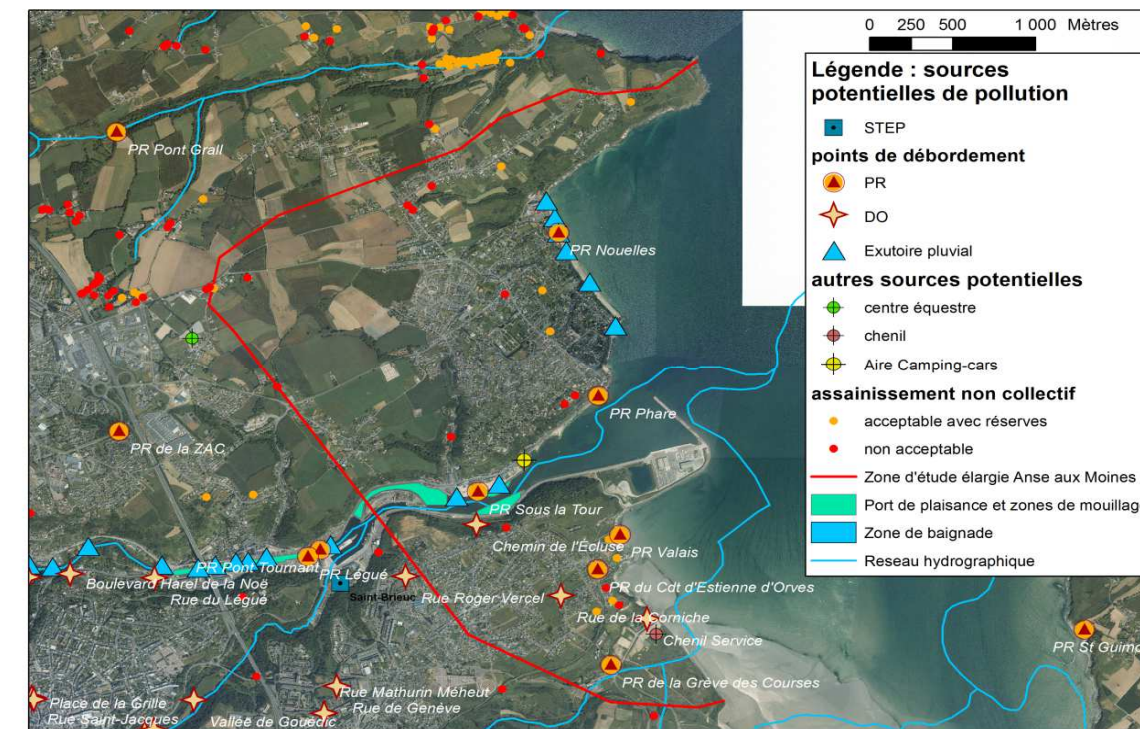 0 250 500 1 000 Mètres
Légende : sources
potentielles de pollution
STEP
points de débordement
PR
DO
Exutoire pluvial
autres sources potentielles
centre équestre
chenil
Aire Camping-cars
assainissement non collectif
acceptable avec réserves
non acceptable
Zone d'étude élargie Anse aux Moines
Port de plaisance et zones de mouillag
Zone de baignade
Reseau hydrographique
PR Pont Grall
PR Nouelles
PR Phare
PR de la ZAC
PR Sous la Tour
Chemin de l'Écluse
PR Valais
PR Pont Tournant
PR Légué
Boulevard Harel de la Noë
Rue du Légué
Saint-Brieuc
Rue Roger Vercel
PR du Cdt d'Estienne d'Orves
Rue de la Corniche
Chenil Service
PR St Guimo
PR de la Grève des Courses
Place de la Grille
Rue Saint-Jacques
Vallée de Gouédic
Rue Mathurin Méheut
- Rue de Genève